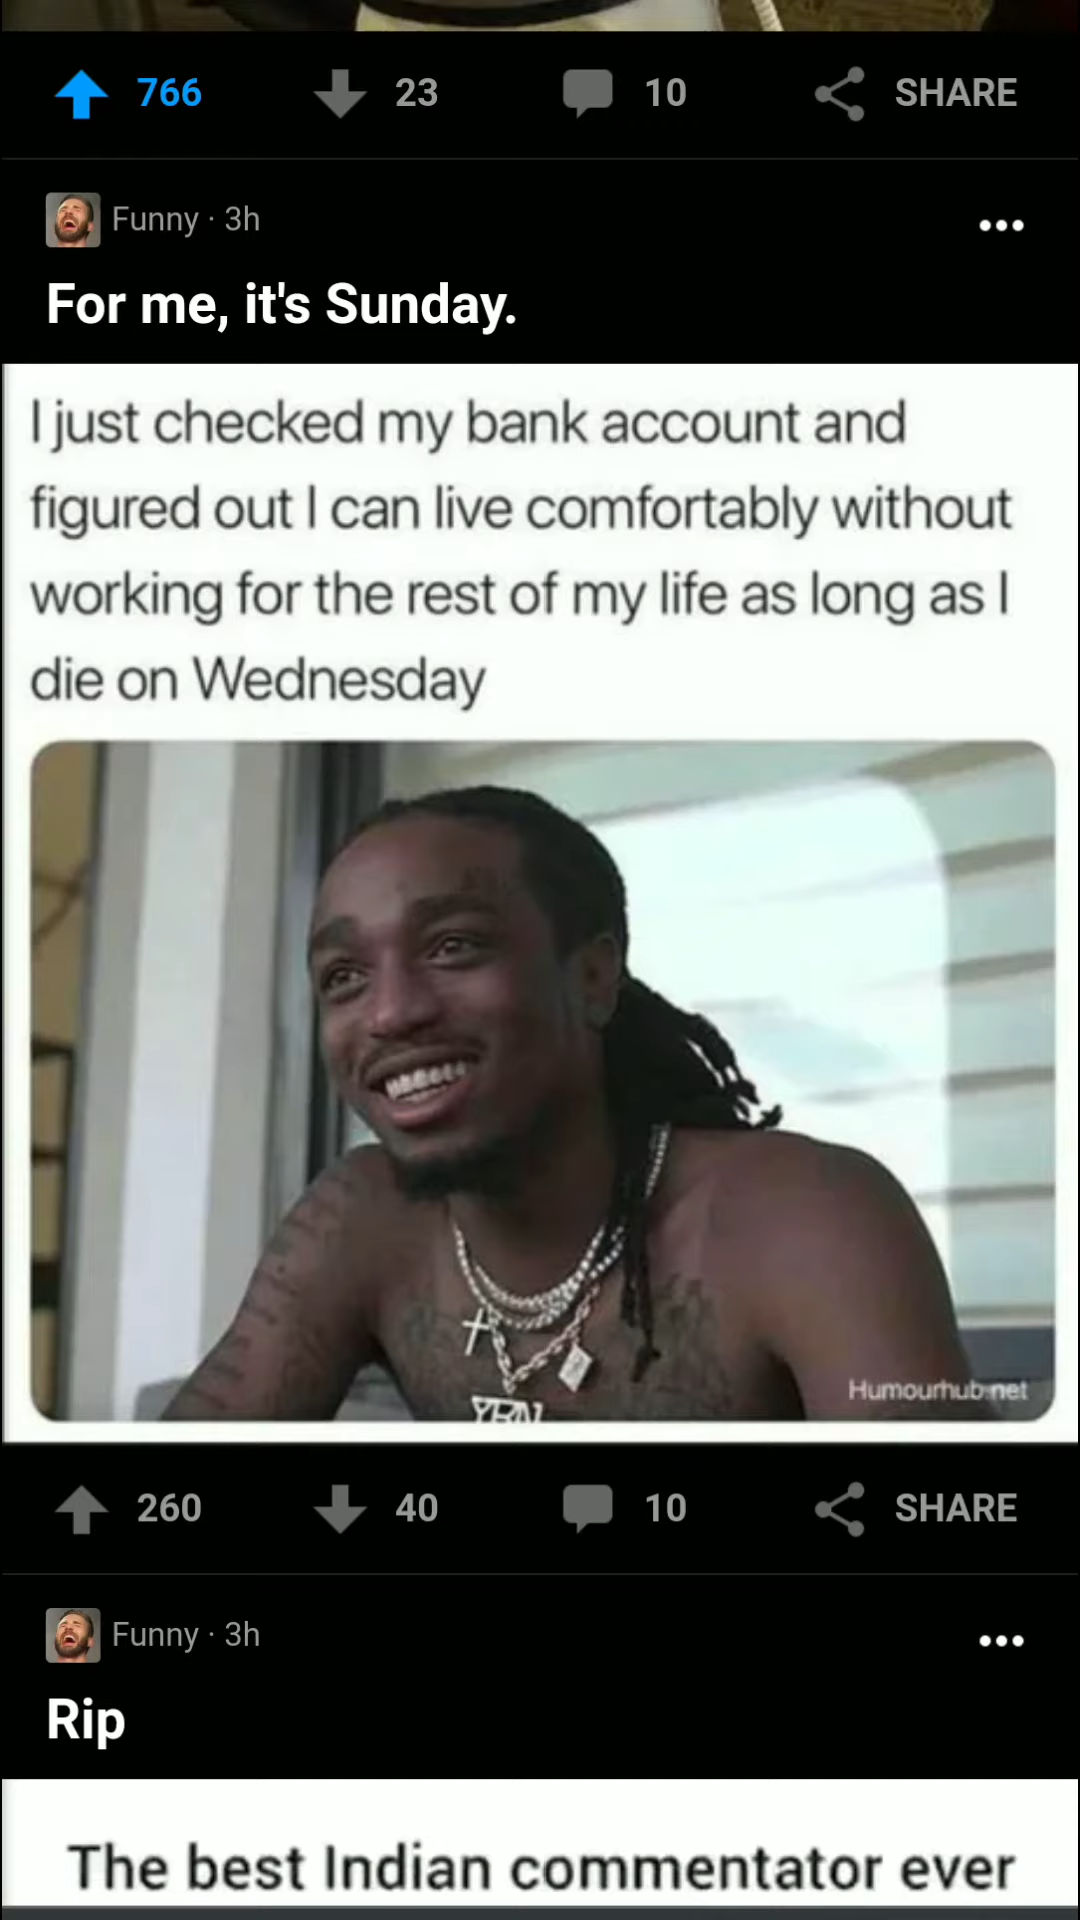 766 23 10 SHARE
Funny · 3h
For me, it's Sunday.
I just checked my bank account and
figured out I can live comfortably without
working for the rest of my life as long as I
die on Wednesday
YRN
Humourhub.net
260 40 10 SHARE
Funny · 3h
Rip
The best Indian commentator ever